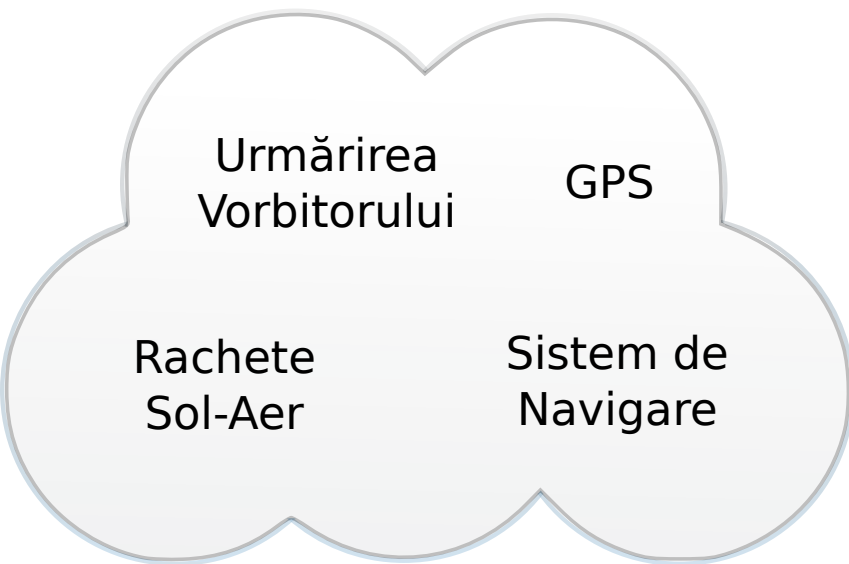 Urmărirea
Vorbitorului
GPS
Rachete
Sol-Aer
Sistem de
Navigare